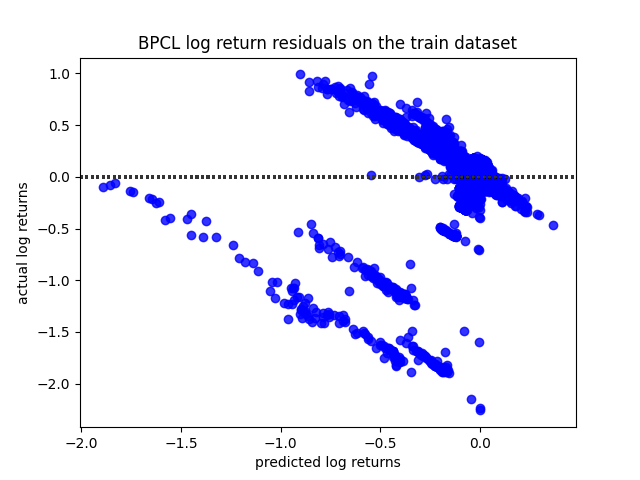 BPCL log return residuals on the train dataset
1.0
0.5
0.0
−0.5
−1.0
−1.5
−2.0
actual log returns
−2.0 −1.5 −1.0 −0.5 0.0
predicted log returns